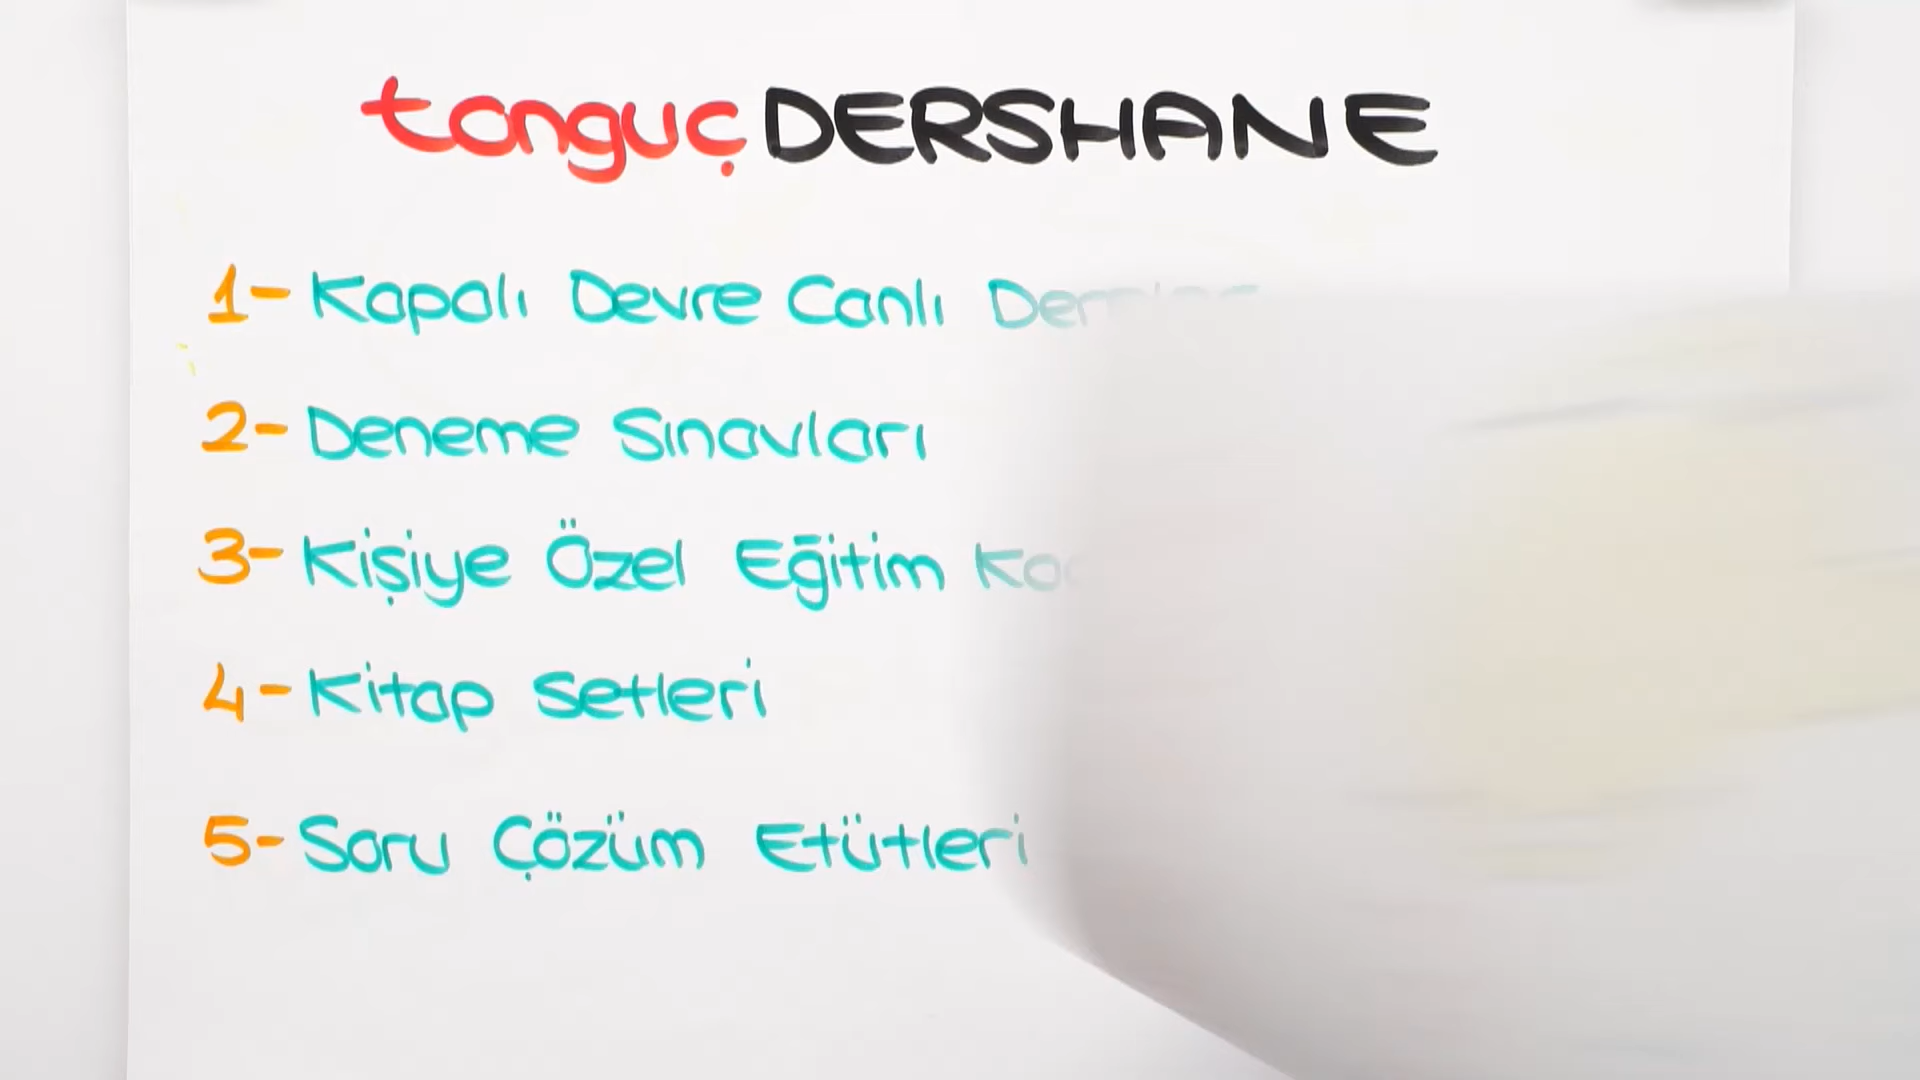 tonguç DERSHANE
1- Kapalı Devre Canlı
2- Deneme Sınavları
3- Kişiye Özel Eğitim
4- Kitap Setleri
5- Soru Çözüm Etütleri